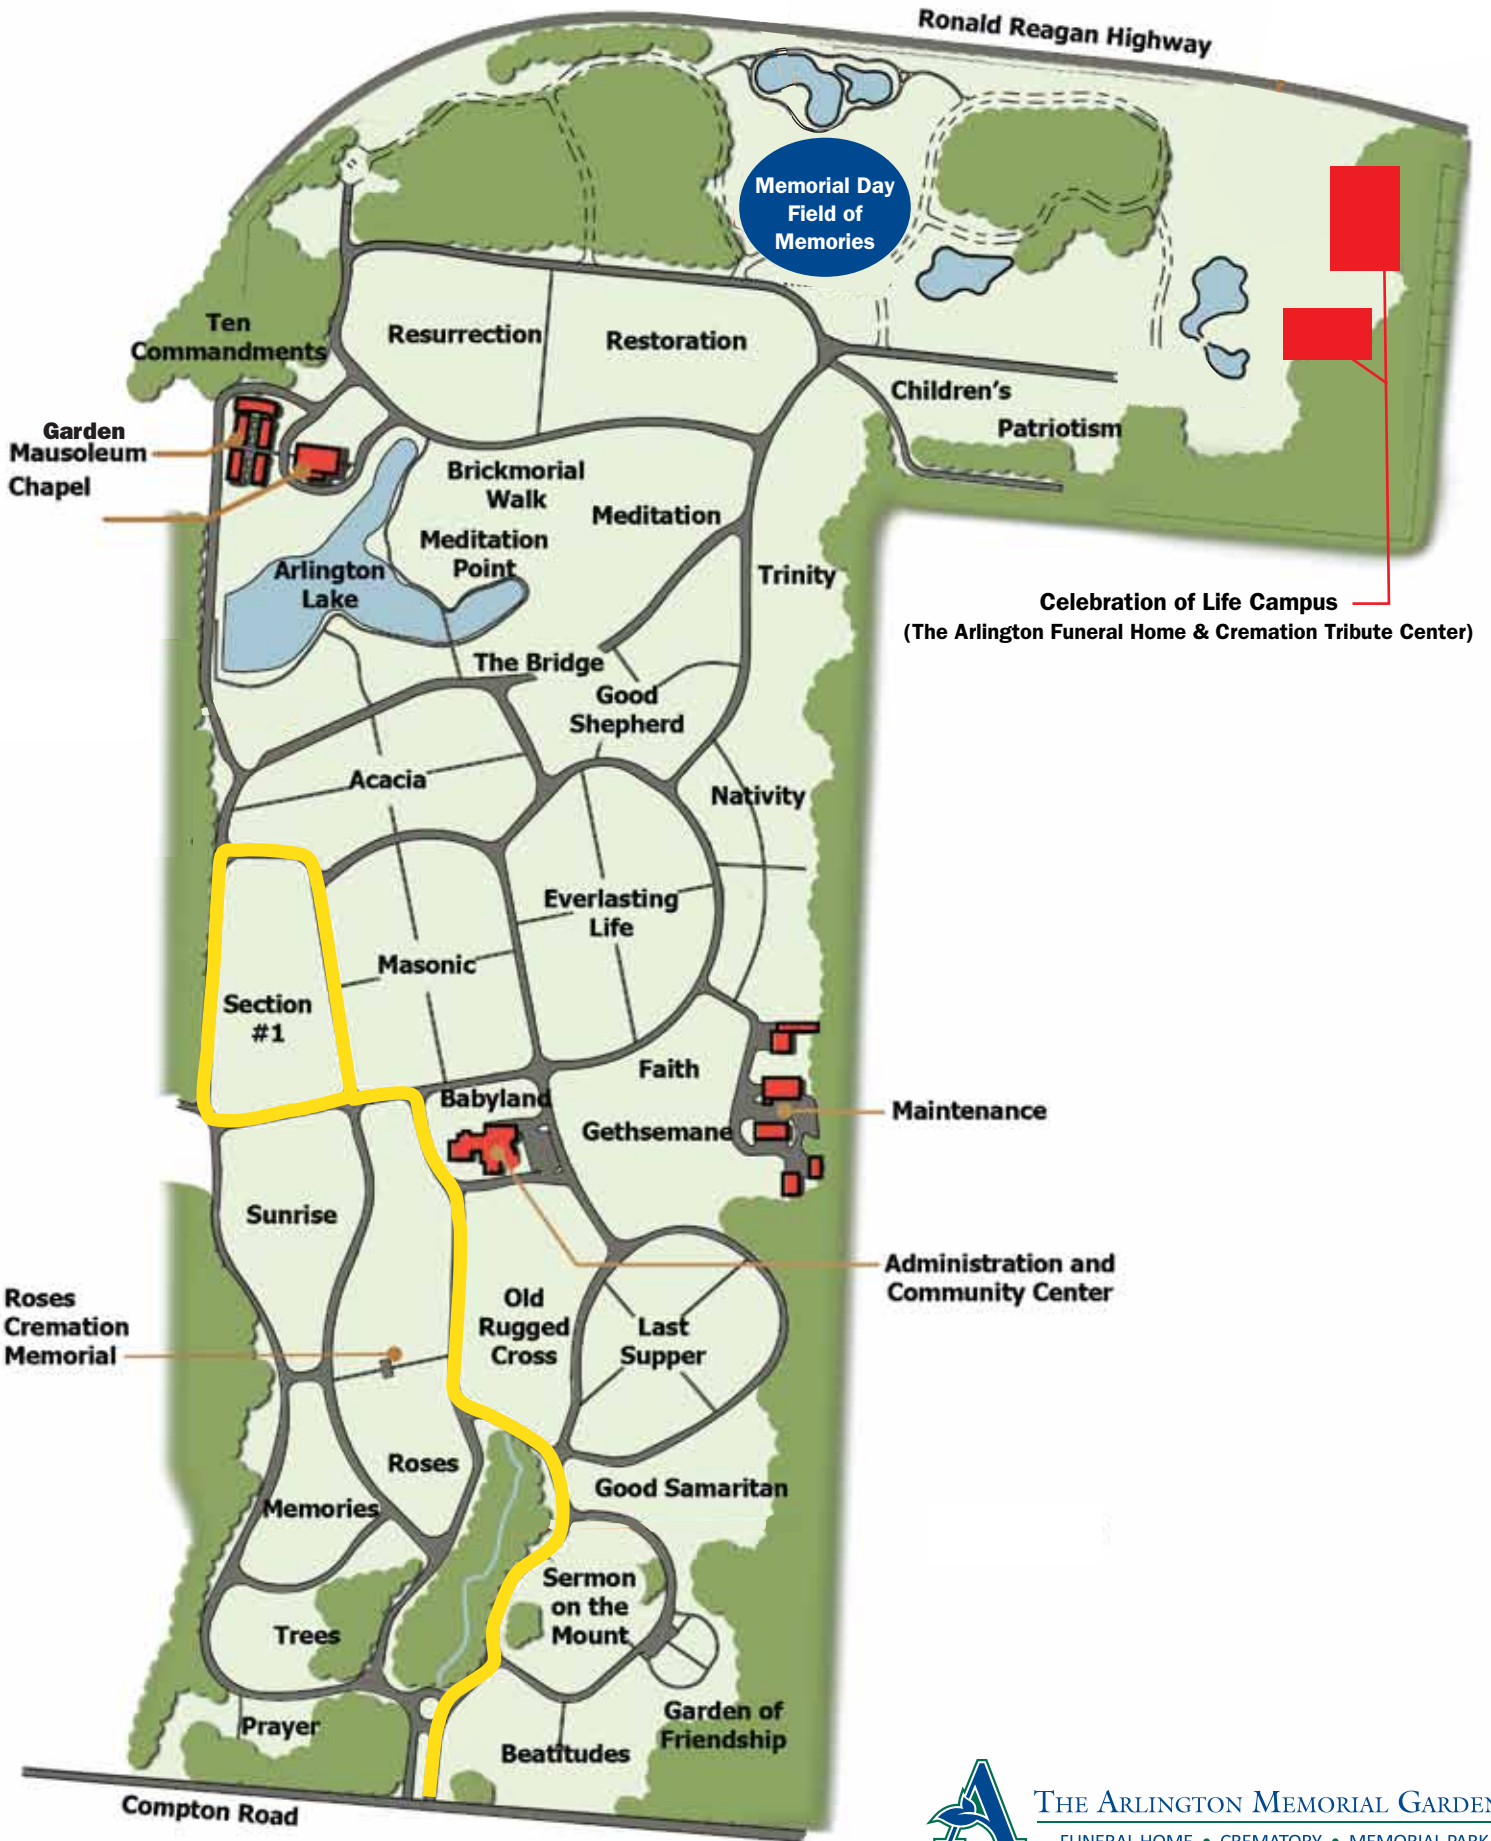 Ronald Reagan Highway
Memorial Day
Field of
Memories
Ten
Commandments
Resurrection
Restoration
Children's
Patriotism
Garden
Mausoleum
Chapel
Brickmorial
Walk
Meditation
Meditation
Point
Arlington
Lake
Trinity
Celebration of Life Campus
(The Arlington Funeral Home & Cremation Tribute Center)
The Bridge
Good
Shepherd
Acacia
Nativity
Everlasting
Life
Masonic
Section
#1
Faith
Babyland
Gethsemane
Maintenance
Sunrise
Administration and
Community Center
Roses
Cremation
Memorial
Old
Rugged
Cross
Last
Supper
Roses
Good Samaritan
Memories
Sermon
on the
Mount
Trees
Garden of
Friendship
Prayer
Beatitudes
Compton Road
THE ARLINGTON MEMORIAL GARDEN
FUNERAL HOME • CREMATORY • MEMORIAL PARK